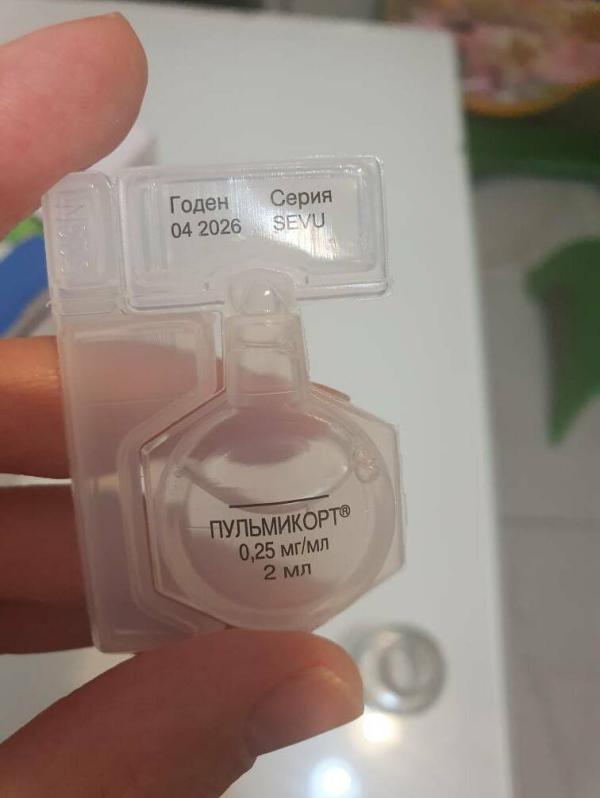 Годен Серия
04 2026 SEVU
ПУЛЬМИКОРТ®
0,25 мг/мл
2 мл